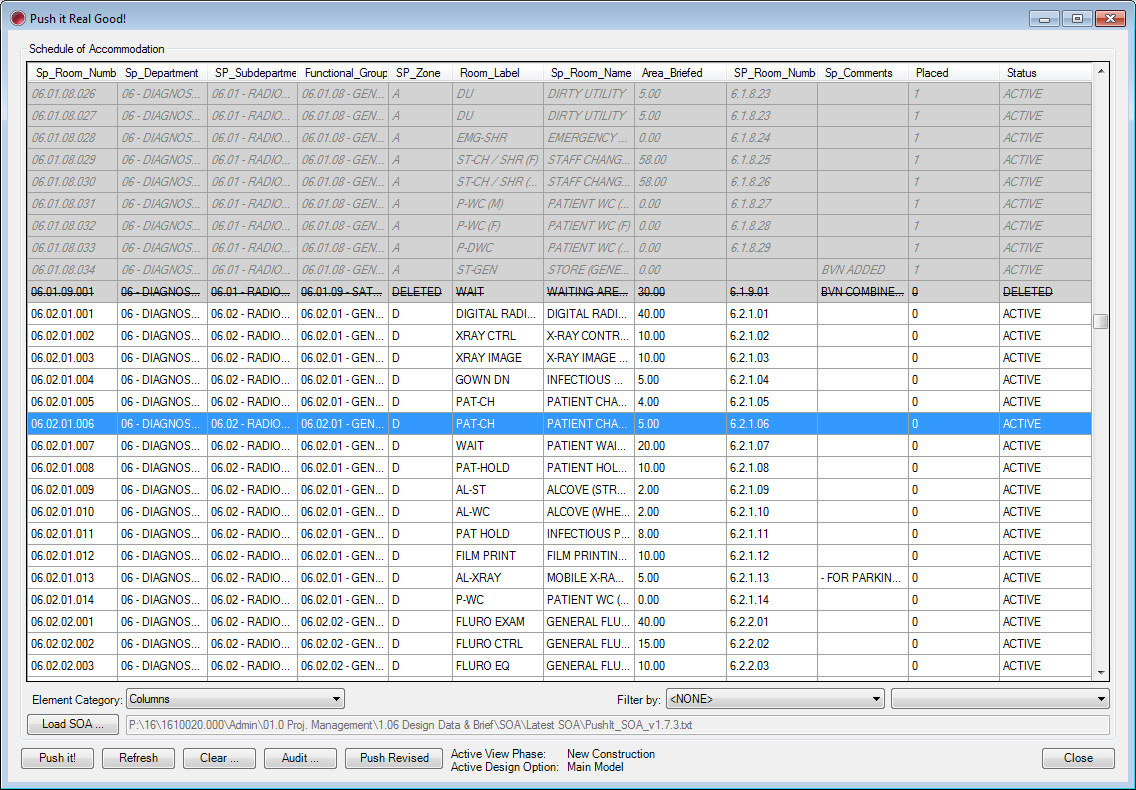 Push it Real Good!
Schedule of Accommodation
Sp_Room_Numb Sp_Department SP_Subdepartme Functional_Group SP_Zone Room_Label Sp_Room_Name Area_Briefed SP_Room_Numb Sp_Comments Placed Status
06.01.08.026 06 - DIAGNOS... 06.01 - RADIO... 06.01.08 - GEN... A DU DIRTY UTILITY 5.00 6.1.8.23 1 ACTIVE
06.01.08.027 06 - DIAGNOS... 06.01 - RADIO... 06.01.08 - GEN... A DU DIRTY UTILITY 5.00 6.1.8.23 1 ACTIVE
06.01.08.028 06 - DIAGNOS... 06.01 - RADIO... 06.01.08 - GEN... A EMG-SHR EMERGENCY ... 0.00 6.1.8.24 1 ACTIVE
06.01.08.029 06 - DIAGNOS... 06.01 - RADIO... 06.01.08 - GEN... A ST-CH / SHR (F) STAFF CHANG... 58.00 6.1.8.25 1 ACTIVE
06.01.08.030 06 - DIAGNOS... 06.01 - RADIO... 06.01.08 - GEN... A ST-CH / SHR (... STAFF CHANG... 58.00 6.1.8.26 1 ACTIVE
06.01.08.031 06 - DIAGNOS... 06.01 - RADIO... 06.01.08 - GEN... A P-WC (M) PATIENT WC (... 0.00 6.1.8.27 1 ACTIVE
06.01.08.032 06 - DIAGNOS... 06.01 - RADIO... 06.01.08 - GEN... A P-WC (F) PATIENT WC (F) 0.00 6.1.8.28 1 ACTIVE
06.01.08.033 06 - DIAGNOS... 06.01 - RADIO... 06.01.08 - GEN... A P-DWC PATIENT WC (... 0.00 6.1.8.29 1 ACTIVE
06.01.08.034 06 - DIAGNOS... 06.01 - RADIO... 06.01.08 - GEN... A ST-GEN STORE (GENE... 0.00 BVN ADDED 1 ACTIVE
06.01.09.001 06 - DIAGNOS... 06.01 - RADIO... 06.01.09 - SAT... DELETED WAIT WAITING ARE... 30.00 6.1.9.01 BVN COMBINE... 0 DELETED
06.02.01.001 06 - DIAGNOS... 06.02 - RADIO... 06.02.01 - GEN... D DIGITAL RADI... DIGITAL RADI... 40.00 6.2.1.01 0 ACTIVE
06.02.01.002 06 - DIAGNOS... 06.02 - RADIO... 06.02.01 - GEN... D XRAY CTRL X-RAY CONTR... 10.00 6.2.1.02 0 ACTIVE
06.02.01.003 06 - DIAGNOS... 06.02 - RADIO... 06.02.01 - GEN... D XRAY IMAGE X-RAY IMAGE ... 10.00 6.2.1.03 0 ACTIVE
06.02.01.004 06 - DIAGNOS... 06.02 - RADIO... 06.02.01 - GEN... D GOWN DN INFECTIOUS ... 5.00 6.2.1.04 0 ACTIVE
06.02.01.005 06 - DIAGNOS... 06.02 - RADIO... 06.02.01 - GEN... D PAT-CH PATIENT CHA... 4.00 6.2.1.05 0 ACTIVE
06.02.01.006 06 - DIAGNOS... 06.02 - RADIO... 06.02.01 - GEN... D PAT-CH PATIENT CHA... 5.00 6.2.1.06 0 ACTIVE
06.02.01.007 06 - DIAGNOS... 06.02 - RADIO... 06.02.01 - GEN... D WAIT PATIENT WAI... 20.00 6.2.1.07 0 ACTIVE
06.02.01.008 06 - DIAGNOS... 06.02 - RADIO... 06.02.01 - GEN... D PAT-HOLD PATIENT HOL... 10.00 6.2.1.08 0 ACTIVE
06.02.01.009 06 - DIAGNOS... 06.02 - RADIO... 06.02.01 - GEN... D AL-ST ALCOVE (STR... 2.00 6.2.1.09 0 ACTIVE
06.02.01.010 06 - DIAGNOS... 06.02 - RADIO... 06.02.01 - GEN... D AL-WC ALCOVE (WHE... 2.00 6.2.1.10 0 ACTIVE
06.02.01.011 06 - DIAGNOS... 06.02 - RADIO... 06.02.01 - GEN... D PAT HOLD INFECTIOUS P... 8.00 6.2.1.11 0 ACTIVE
06.02.01.012 06 - DIAGNOS... 06.02 - RADIO... 06.02.01 - GEN... D FILM PRINT FILM PRINTIN... 10.00 6.2.1.12 0 ACTIVE
06.02.01.013 06 - DIAGNOS... 06.02 - RADIO... 06.02.01 - GEN... D AL-XRAY MOBILE X-RA... 5.00 6.2.1.13 - FOR PARKIN... 0 ACTIVE
06.02.01.014 06 - DIAGNOS... 06.02 - RADIO... 06.02.01 - GEN... D P-WC PATIENT WC (... 0.00 6.2.1.14 0 ACTIVE
06.02.02.001 06 - DIAGNOS... 06.02 - RADIO... 06.02.02 - GEN... D FLURO EXAM GENERAL FLU... 40.00 6.2.2.01 0 ACTIVE
06.02.02.002 06 - DIAGNOS... 06.02 - RADIO... 06.02.02 - GEN... D FLURO CTRL GENERAL FLU... 15.00 6.2.2.02 0 ACTIVE
06.02.02.003 06 - DIAGNOS... 06.02 - RADIO... 06.02.02 - GEN... D FLURO EQ GENERAL FLU... 10.00 6.2.2.03 0 ACTIVE
Element Category: Columns Filter by: <NONE>
Load SOA ... P:\16\1610020.000\Admin\01.0 Proj. Management\1.06 Design Data & Brief\SOA\Latest SOA\PushIt_SOA_v1.7.3.txt
Push it! Refresh Clear ... Audit ... Push Revised Active View Phase: New Construction Close
Active Design Option: Main Model